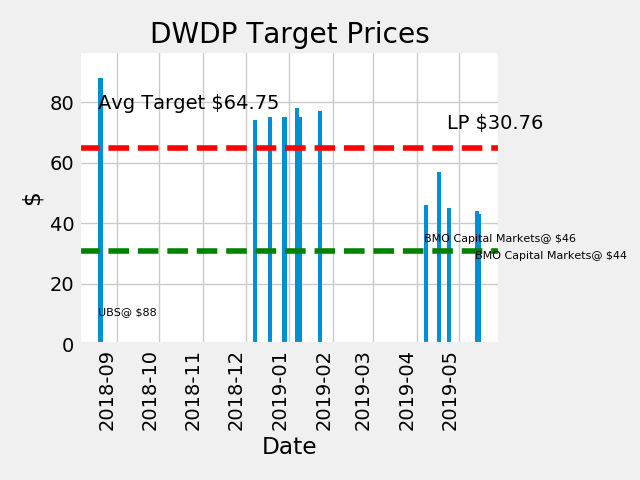 DWDP Target Prices
80
60
40
20
0
$
Avg Target $64.75
LP $30.76
BMO Capital Markets@ $46
BMO Capital Markets@ $44
UBS@ $88
2018-09
2018-10
2018-11
2018-12
2019-01
2019-02
2019-03
2019-04
2019-05
Date